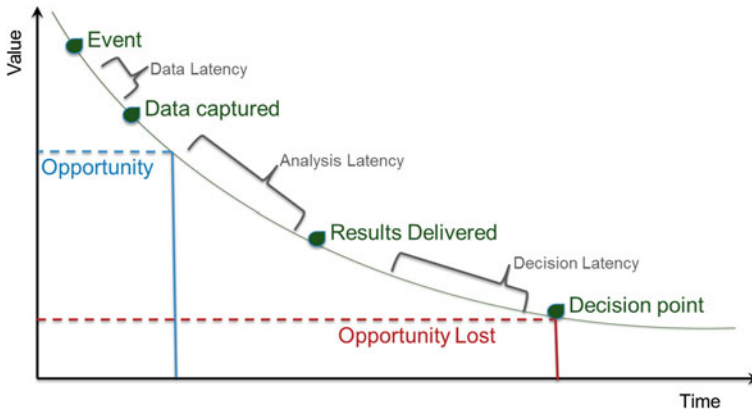 Value
Event
Data Latency
Data captured
Opportunity
Analysis Latency
Results Delivered
Decision Latency
Decision point
Opportunity Lost
Time